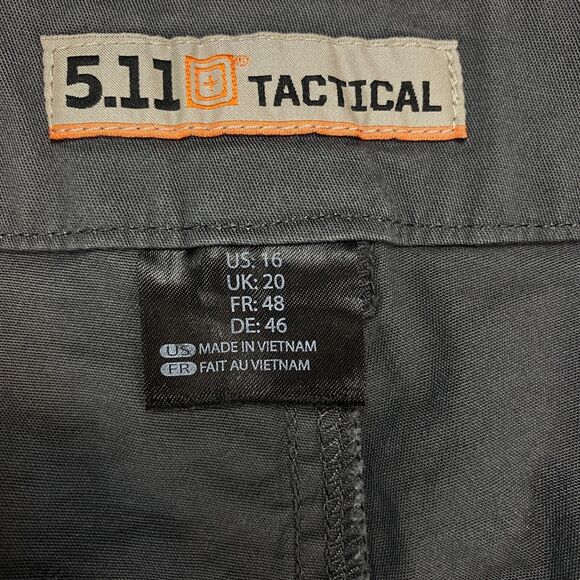 5.11® TACTICAL
US: 16
UK: 20
FR: 48
DE: 46
US MADE IN VIETNAM
FR FAIT AU VIETNAM